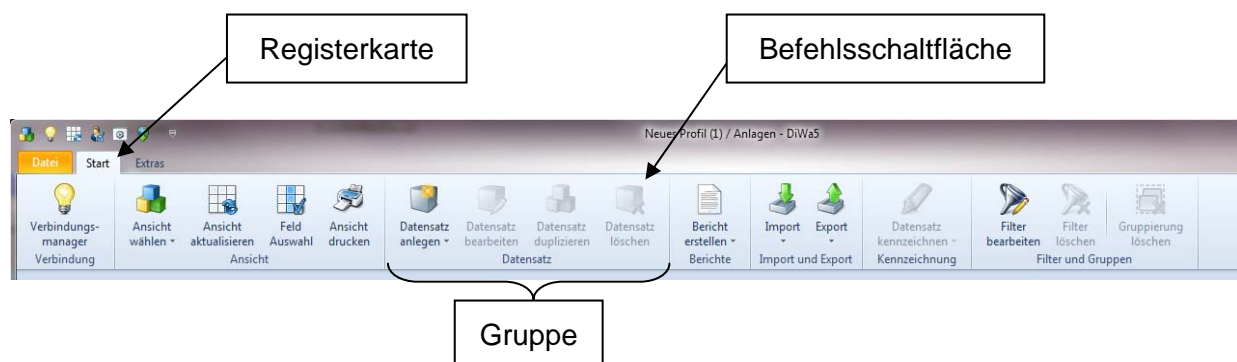 Registerkarte
Befehlsschaltfläche
Neues Profil (1) / Anlagen - DiWa5
Datei Start Extras
Verbindungs-
manager
Ansicht
wählen
Ansicht
aktualisieren
Feld
Auswahl
Ansicht
drucken
Datensatz
anlegen
Datensatz
bearbeiten
Datensatz
duplizieren
Datensatz
löschen
Bericht
erstellen
Import
Export
Datensatz
kennzeichnen
Filter
bearbeiten
Filter
löschen
Gruppierung
löschen
Verbindung
Ansicht
Datensatz
Berichte
Import und Export
Kennzeichnung
Filter und Gruppen
Gruppe